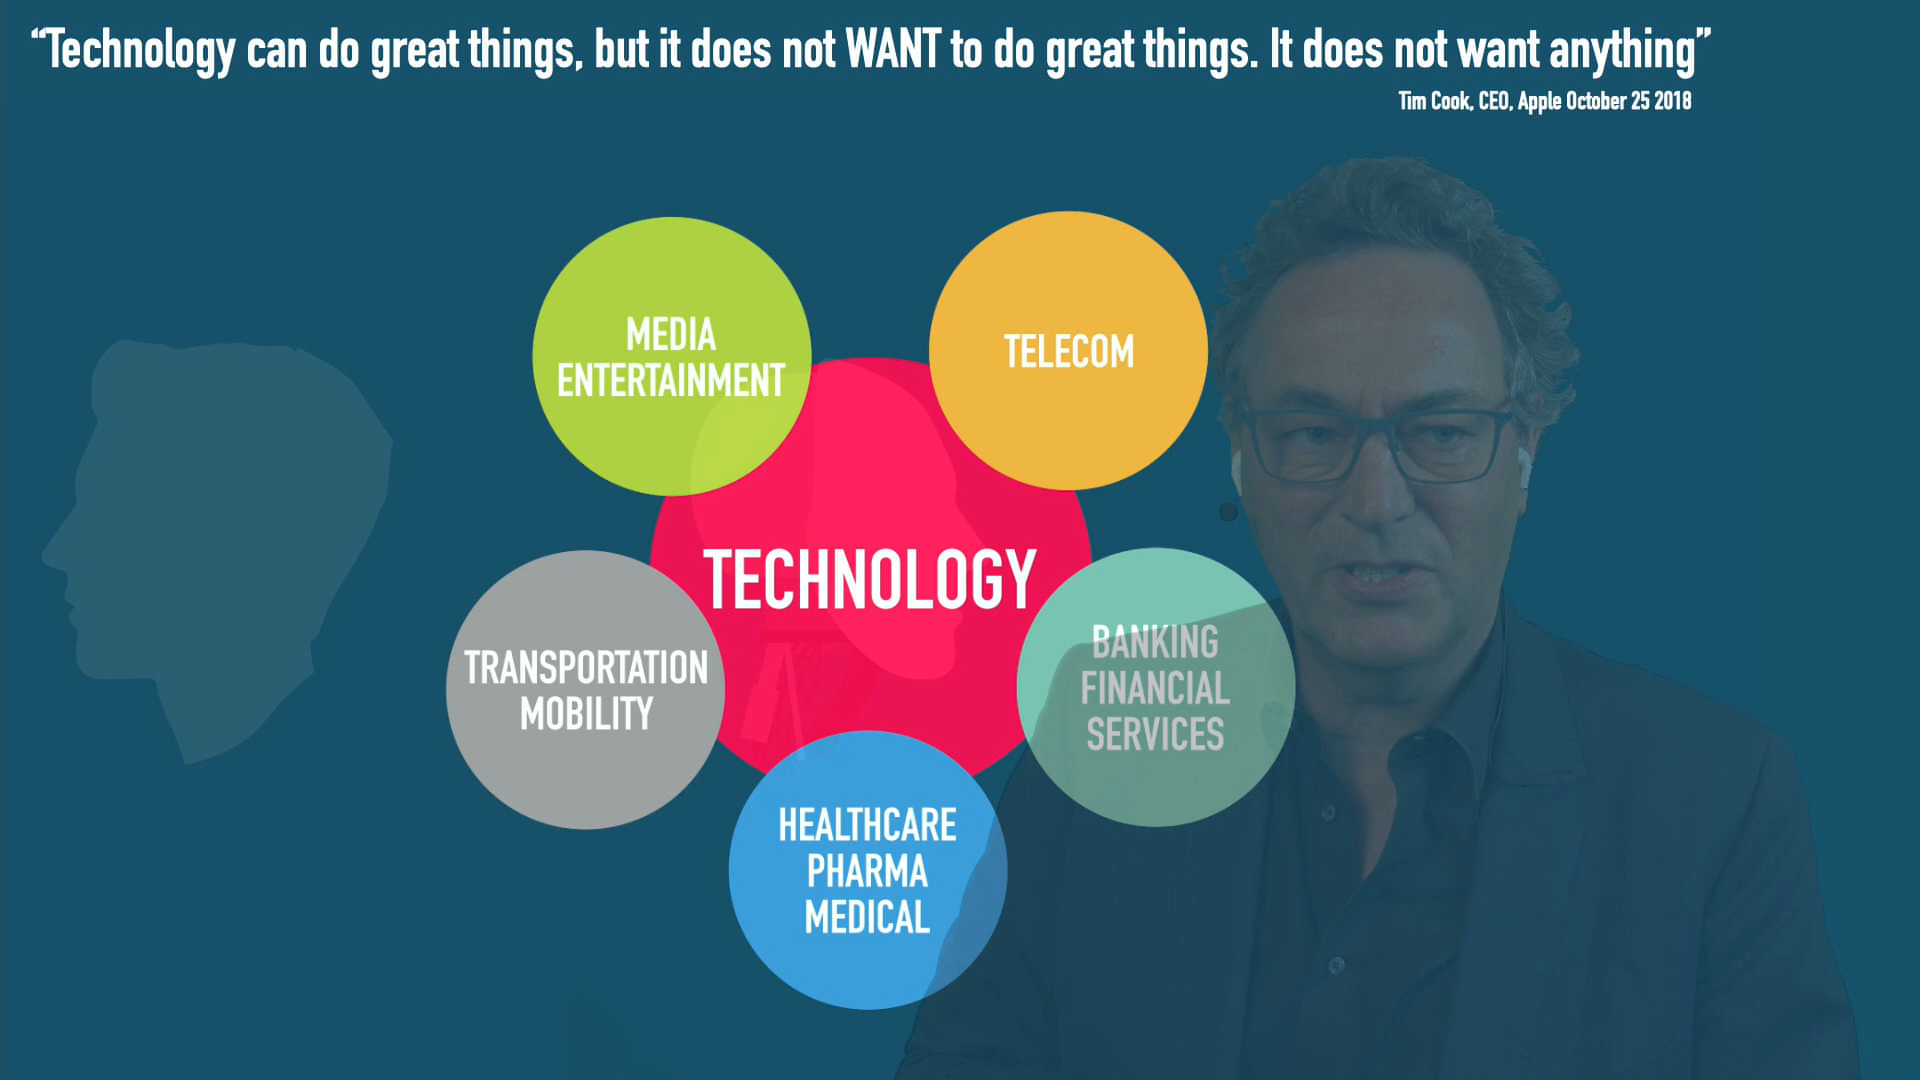 “Technology can do great things, but it does not WANT to do great things. It does not want anything”
Tim Cook, CEO, Apple October 25 2018
MEDIA
ENTERTAINMENT
TELECOM
TECHNOLOGY
TRANSPORTATION
MOBILITY
BANKING
FINANCIAL
SERVICES
HEALTHCARE
PHARMA
MEDICAL